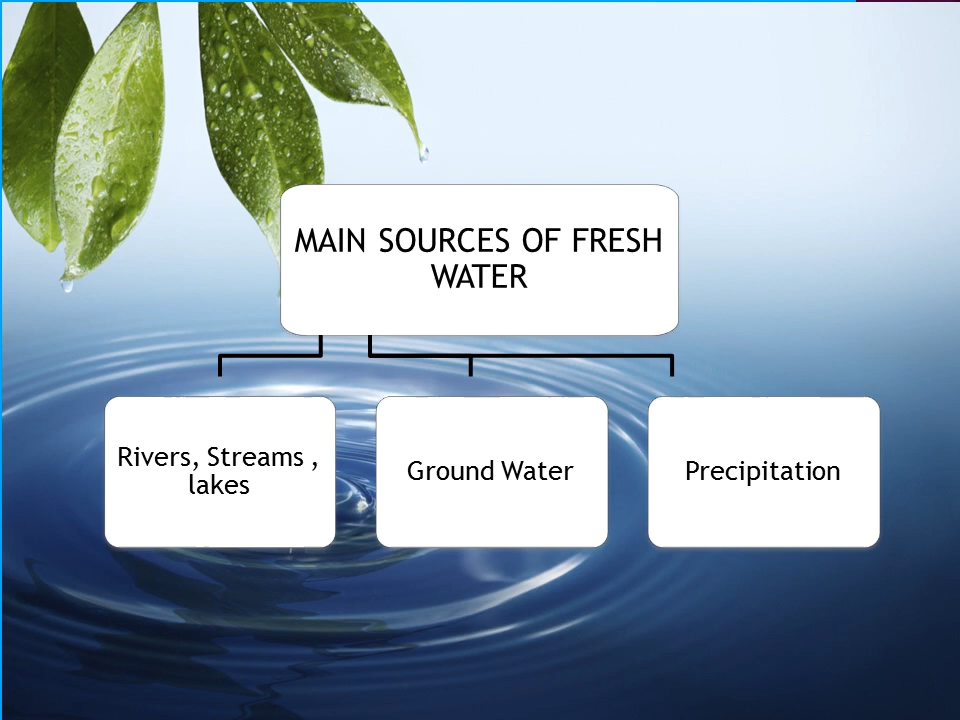 MAIN SOURCES OF FRESH
WATER
Rivers, Streams ,
lakes
Ground Water
Precipitation